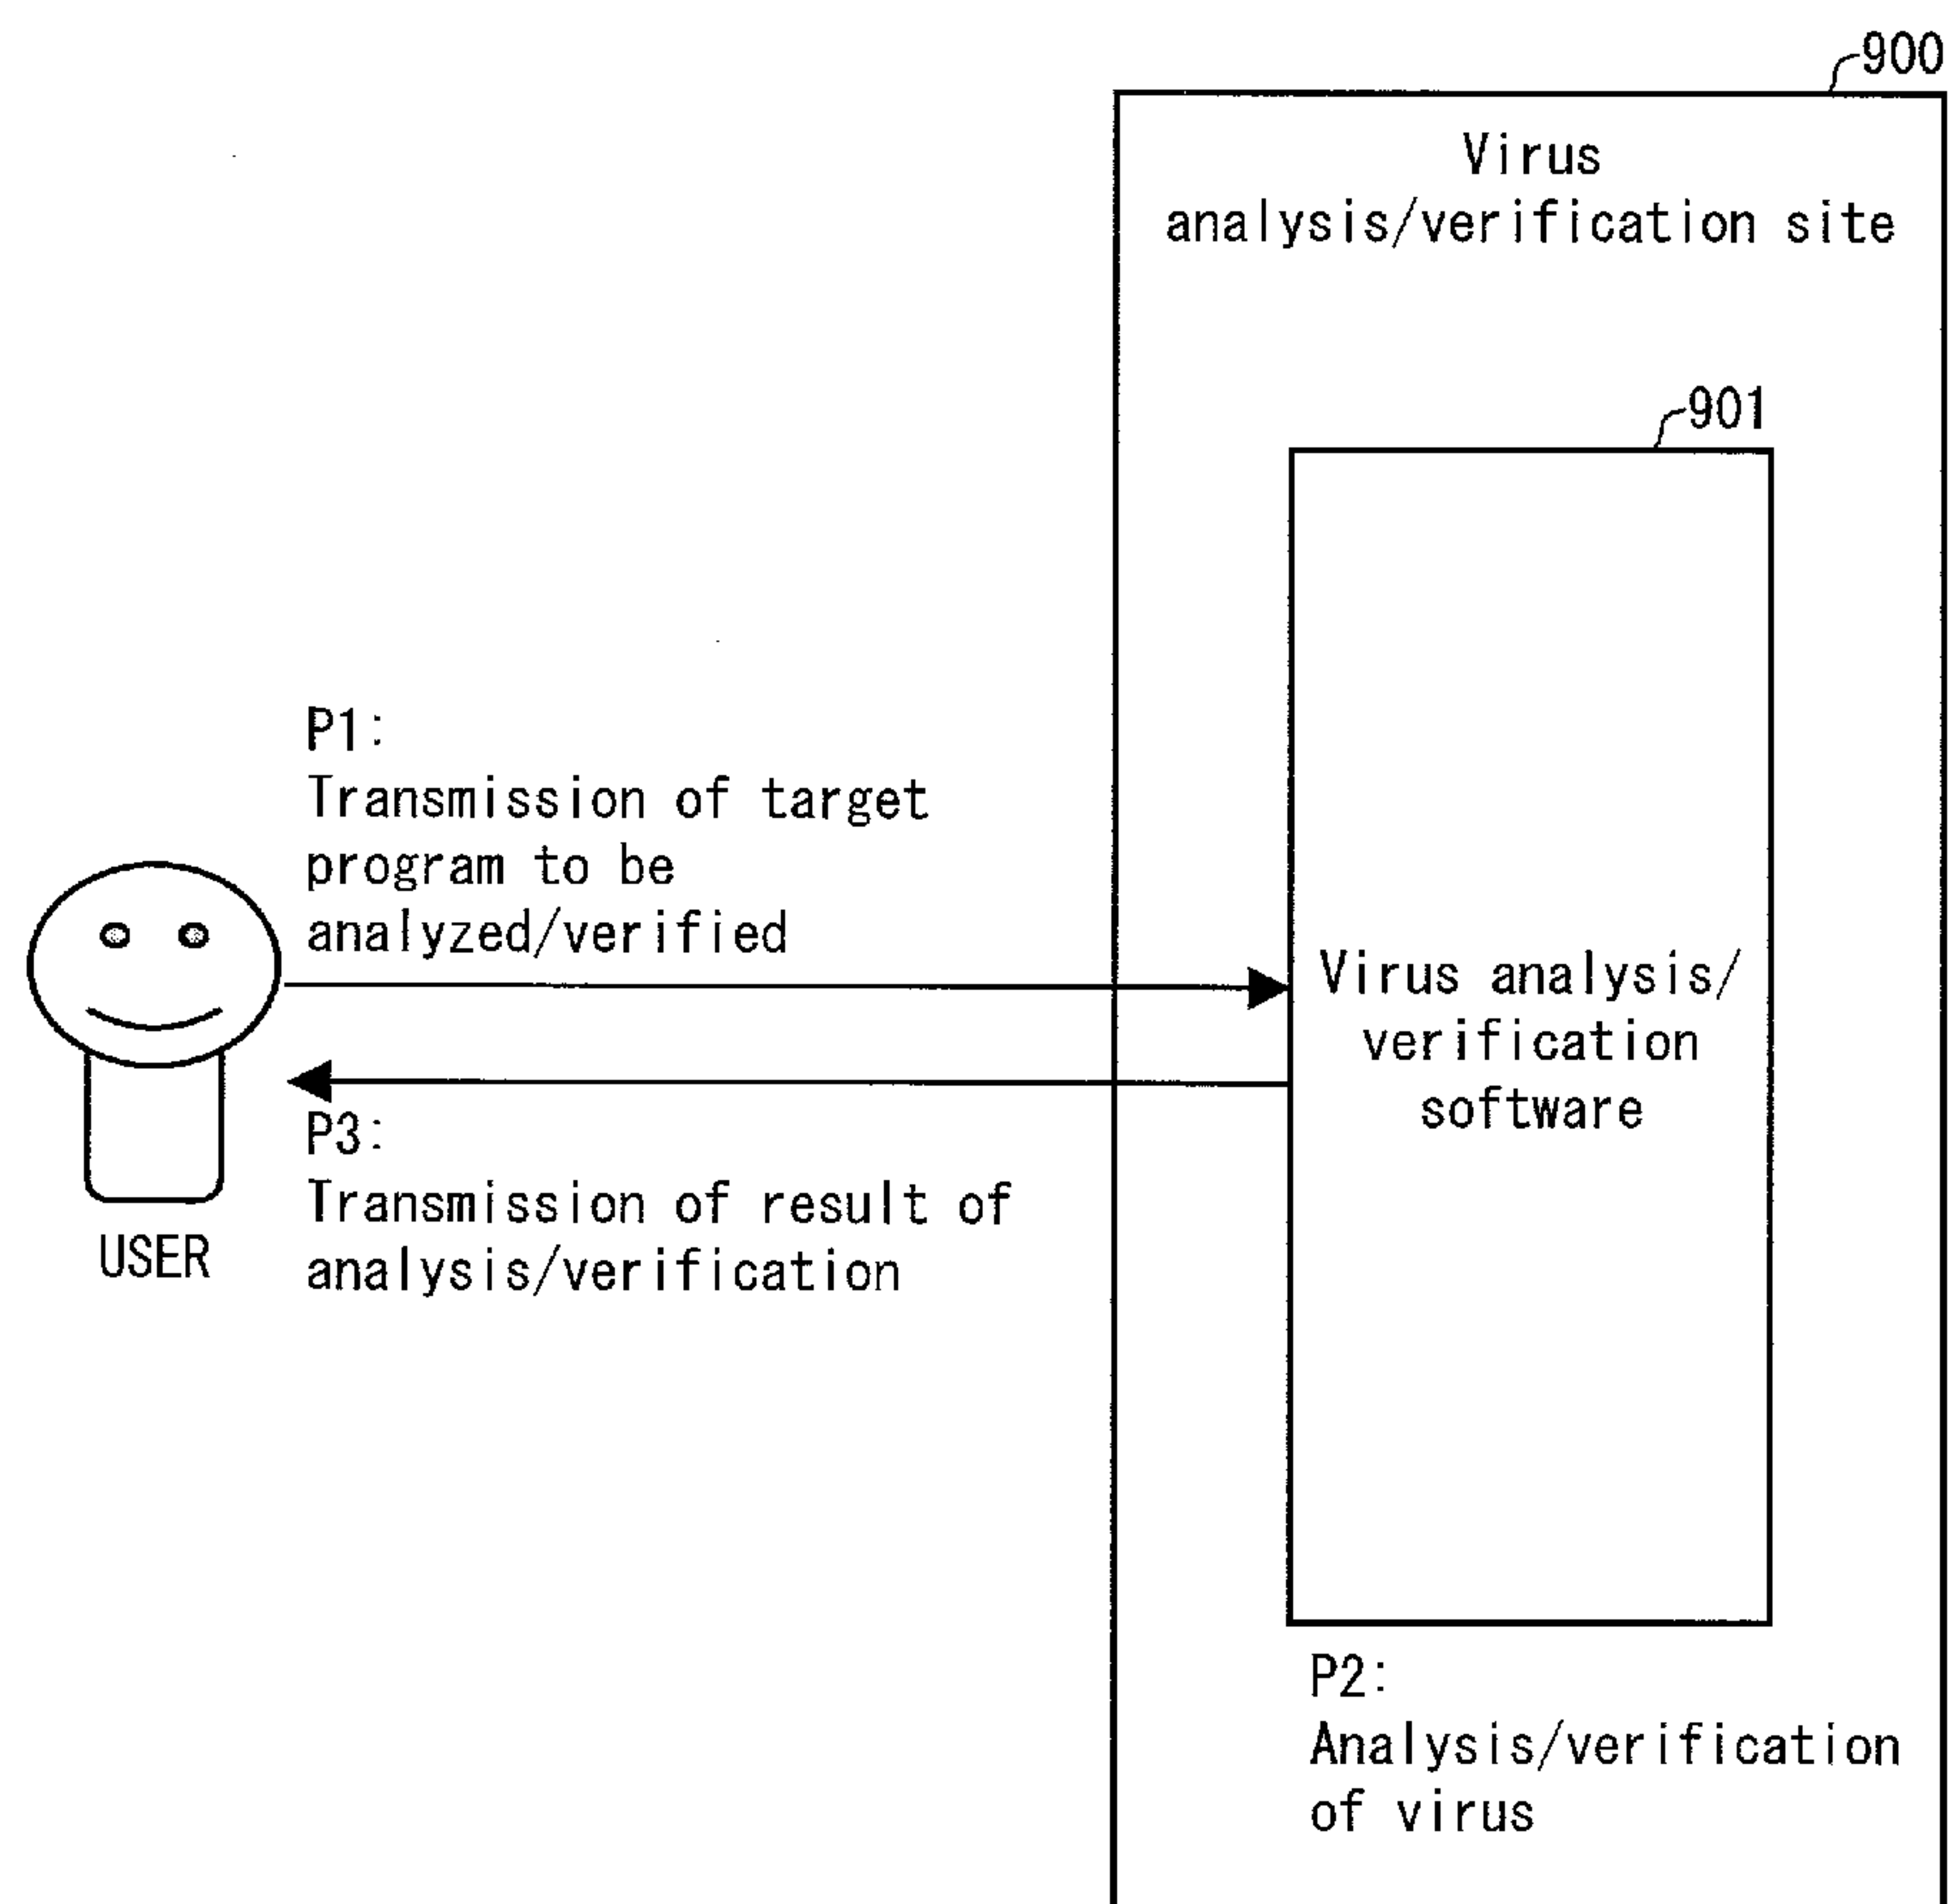 900
Virus
analysis/verification site
901
P1:
Transmission of target
program to be
analyzed/verified
Virus analysis/
verification
software
P3:
Transmission of result of
analysis/verification
USER
P2:
Analysis/verification
of virus